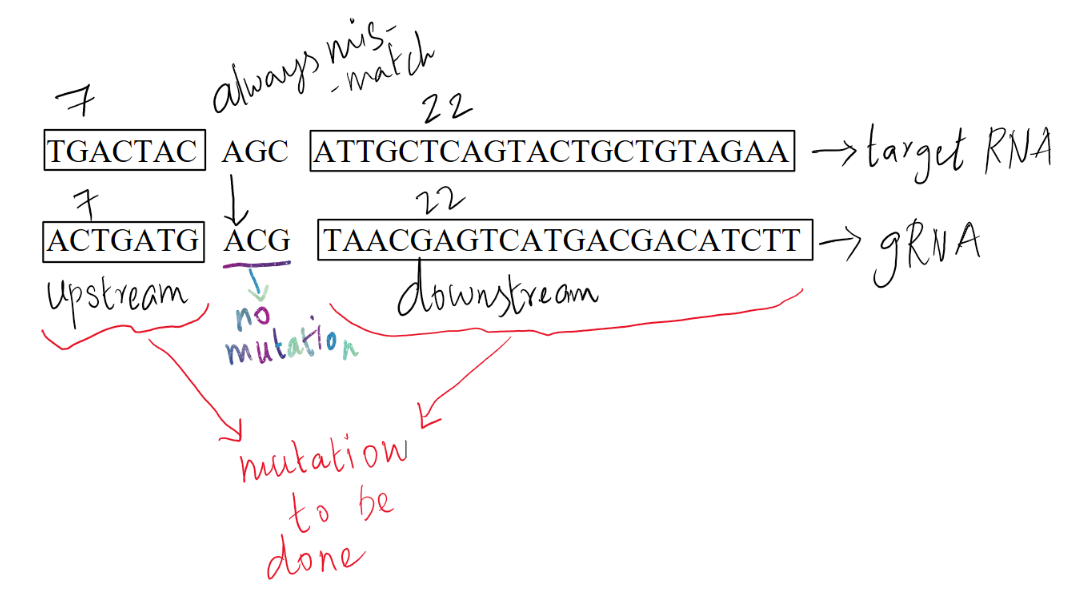 always mis-
-match
7
22
TGACTAC AGC ATTGCTCAGTACTGCTGTAGAA → target RNA
7
22
ACTGATG ACG TAACGAGTCATGACGACATCTT → gRNA
upstream
downstream
no
mutation
mutation
to be
done